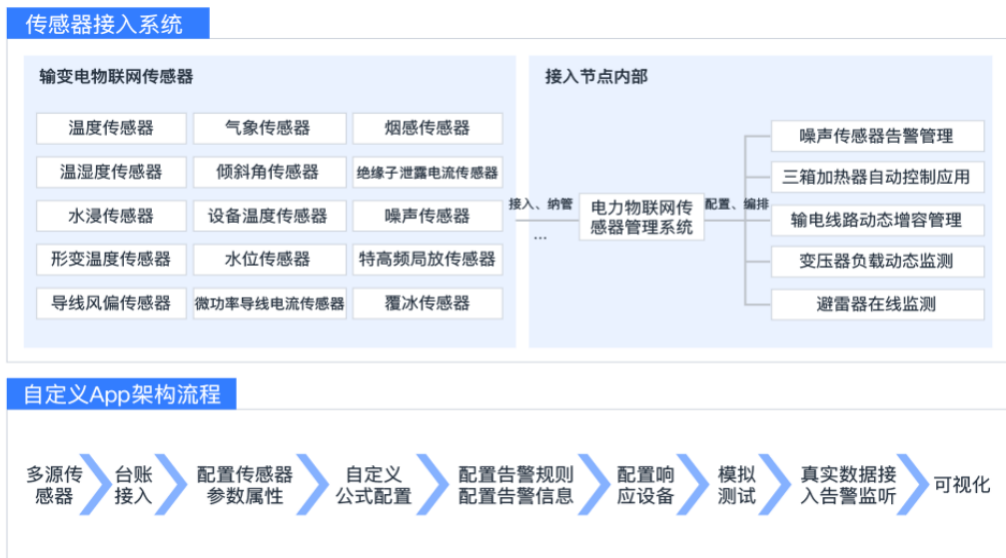 传感器接入系统
输变电物联网传感器
温度传感器
气象传感器
烟感传感器
温湿度传感器
倾斜角传感器
绝缘子泄露电流传感器
水浸传感器
设备温度传感器
噪声传感器
形变温度传感器
水位传感器
特高频局放传感器
导线风偏传感器
微功率导线电流传感器
覆冰传感器
接入、纳管
...
接入节点内部
电力物联网传
感器管理系统
配置、编排
噪声传感器告警管理
三箱加热器自动控制应用
输电线路动态增容管理
变压器负载动态监测
避雷器在线监测
自定义App架构流程
多源传
感器
台账
接入
配置传感器
参数属性
自定义
公式配置
配置告警规则
配置告警信息
配置响
应设备
模拟
测试
真实数据接
入告警监听
可视化